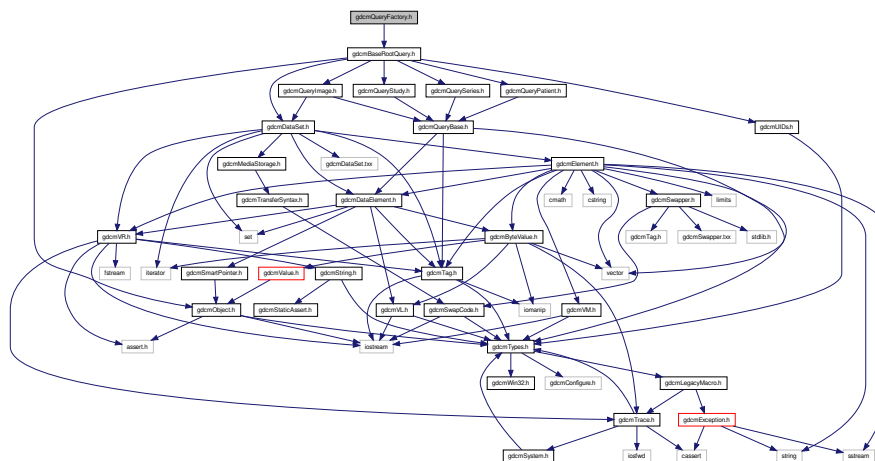 gdcmQueryFactory.h
gdcmBaseRootQuery.h
gdcmQueryImage.h
gdcmQueryStudy.h
gdcmQuerySeries.h
gdcmQueryPatient.h
gdcmDataSet.h
gdcmQueryBase.h
gdcmUIDs.h
gdcmMediaStorage.h
gdcmDataSet.txx
gdcmElement.h
gdcmTransferSyntax.h
gdcmDataElement.h
cmath
cstring
gdcmSwapper.h
limits
gdcmVR.h
set
gdcmByteValue.h
gdcmTag.h
gdcmSwapper.txx
stdlib.h
fstream
iterator
gdcmSmartPointer.h
gdcmValue.h
gdcmString.h
gdcmTag.h
vector
gdcmObject.h
gdcmStaticAssert.h
gdcmVL.h
gdcmSwapCode.h
iomanip
gdcmVM.h
assert.h
iostream
gdcmTypes.h
gdcmWin32.h
gdcmConfigure.h
gdcmLegacyMacro.h
gdcmTrace.h
gdcmException.h
gdcmSystem.h
iosfwd
cassert
string
sstream